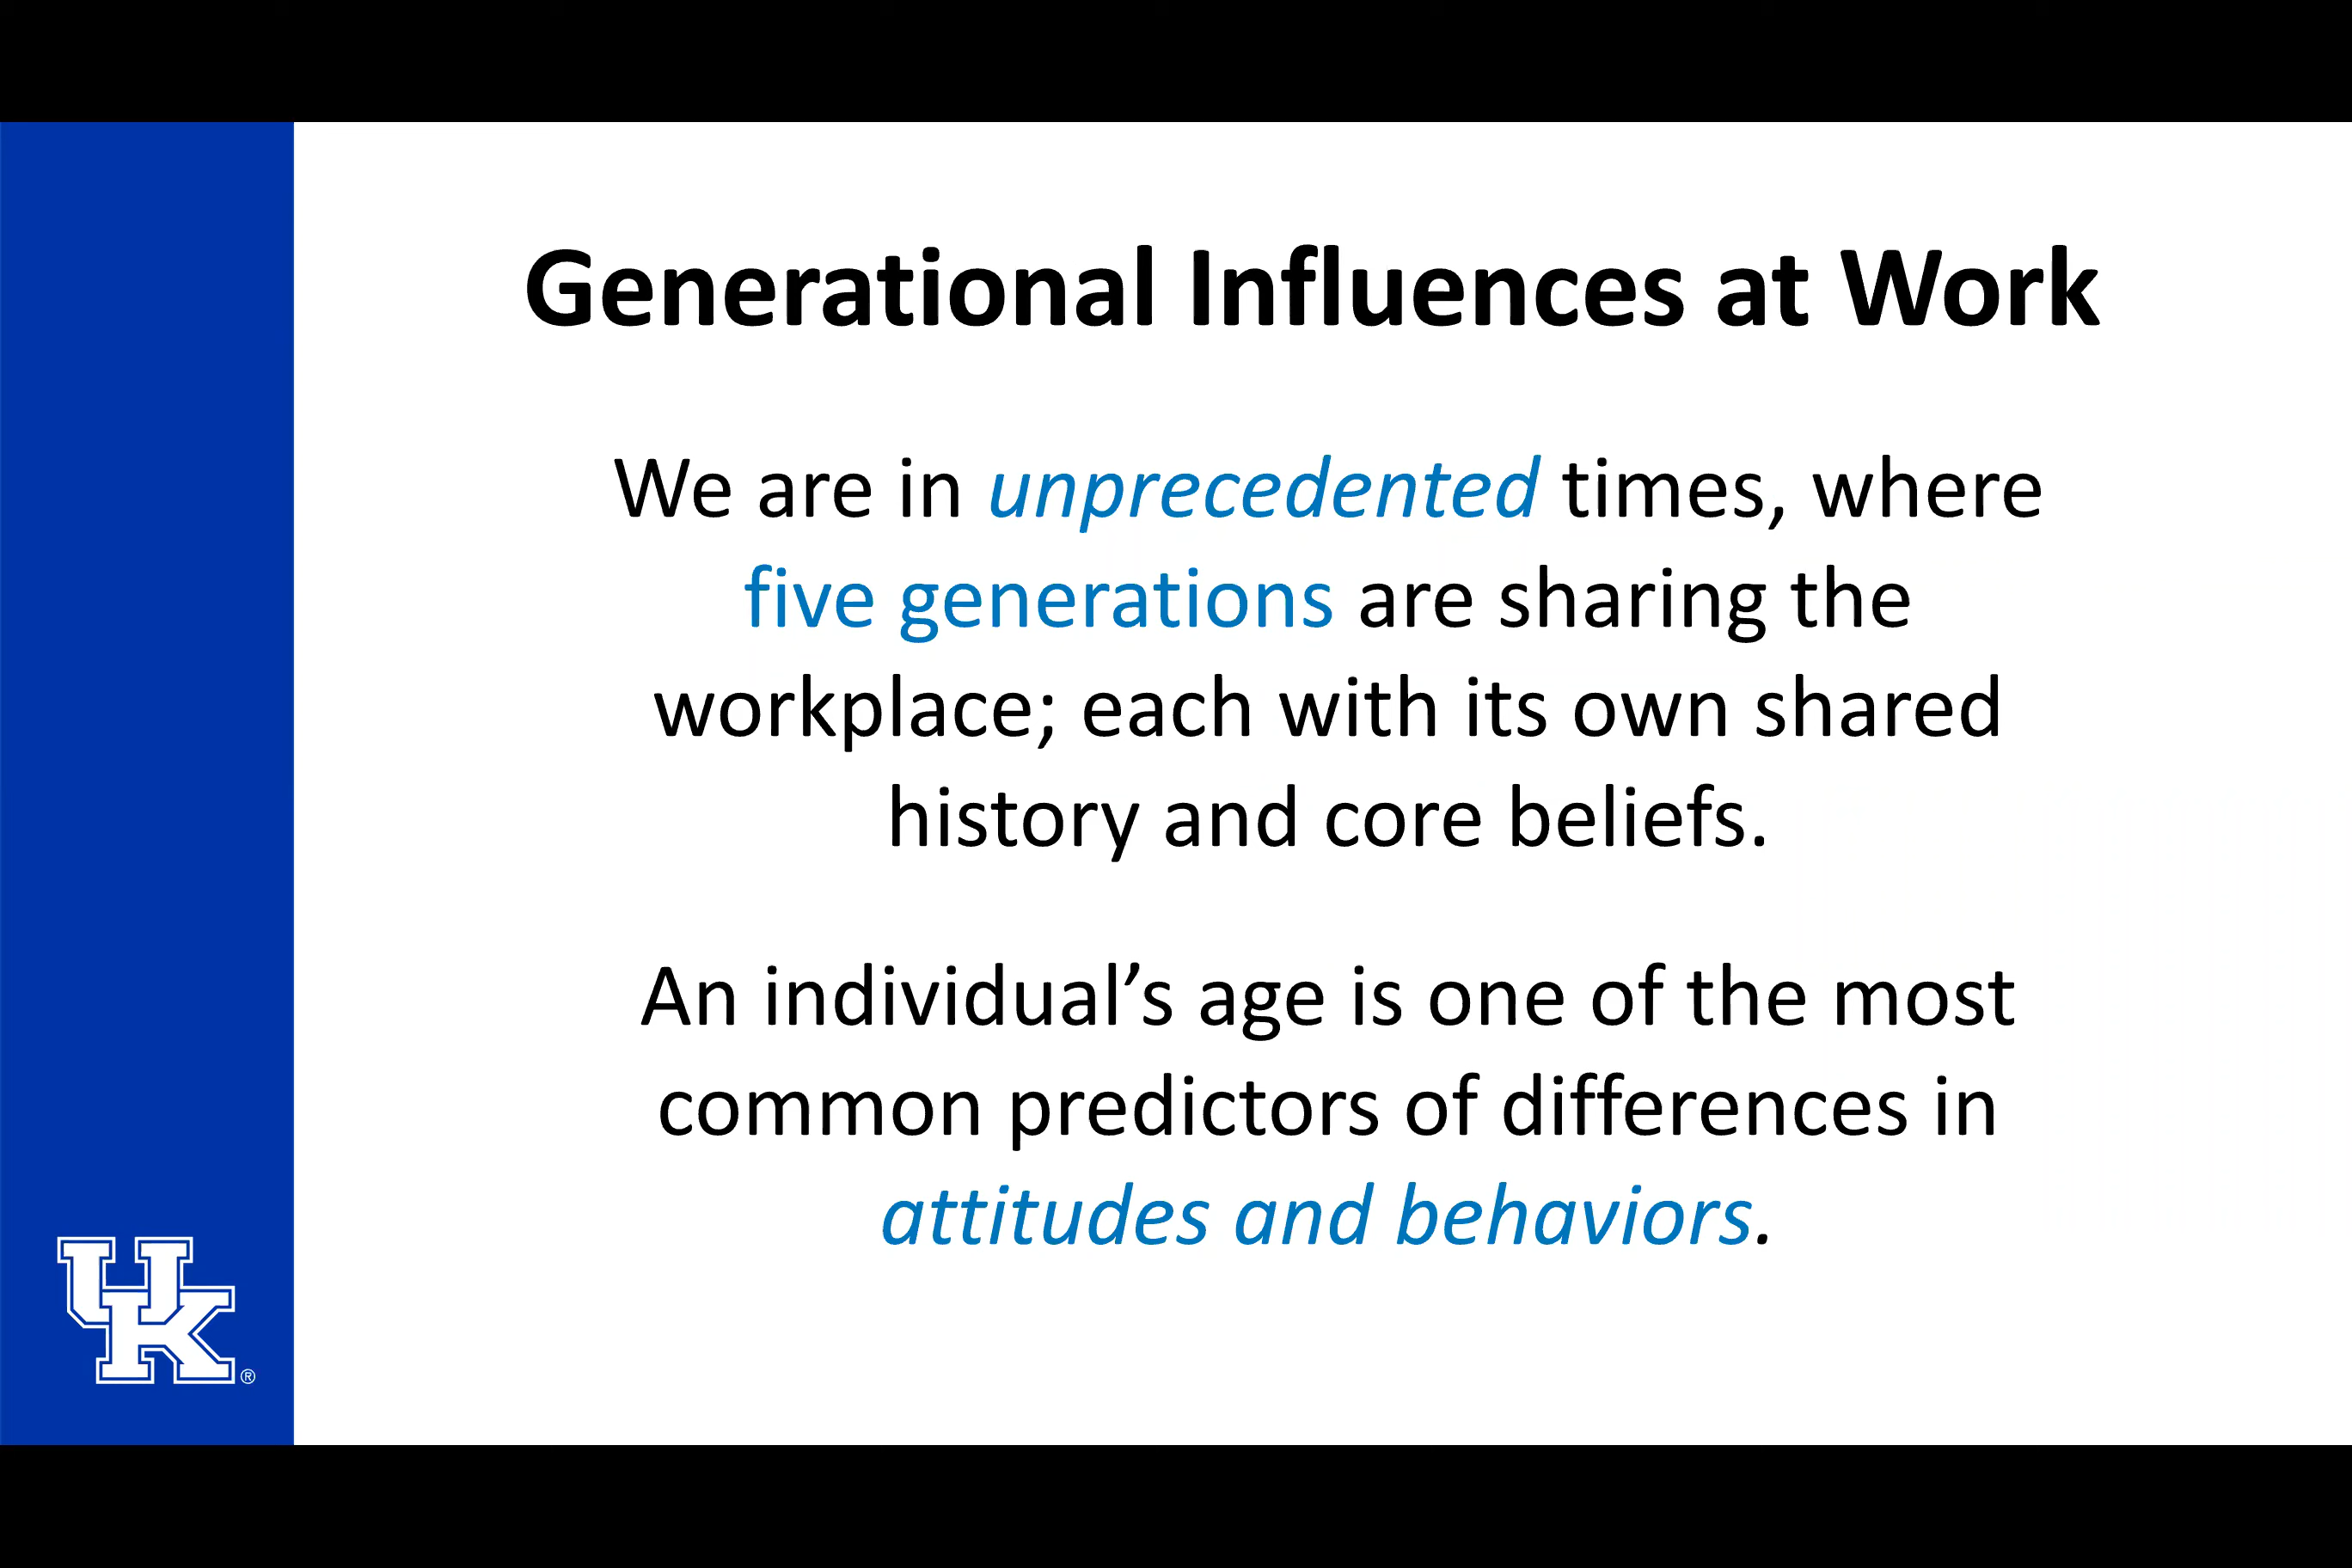 Generational Influences at Work
We are in unprecedented times, where
five generations are sharing the
workplace; each with its own shared
history and core beliefs.
An individual’s age is one of the most
common predictors of differences in
attitudes and behaviors.
UK®